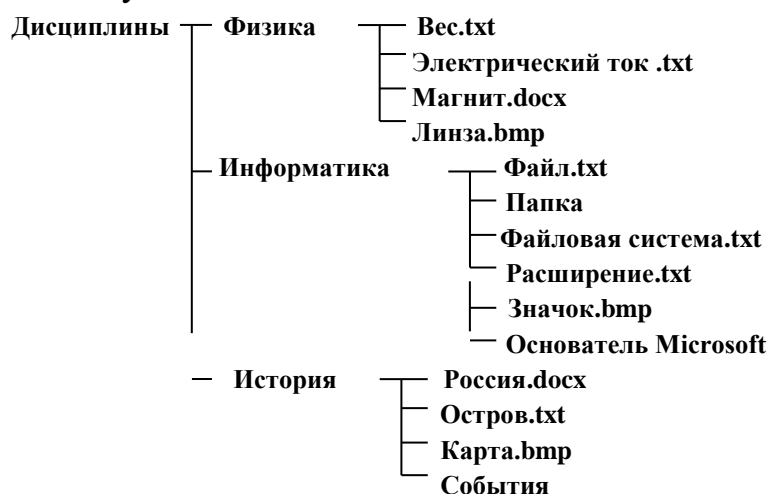 Дисциплины Физика Вес.txt
Электрический ток .txt
Магнит.docx
Линза.bmp
Информатика Файл.txt
Папка
Файловая система.txt
Расширение.txt
Значок.bmp
Основатель Microsoft
История Россия.docx
Остров.txt
Карта.bmp
События